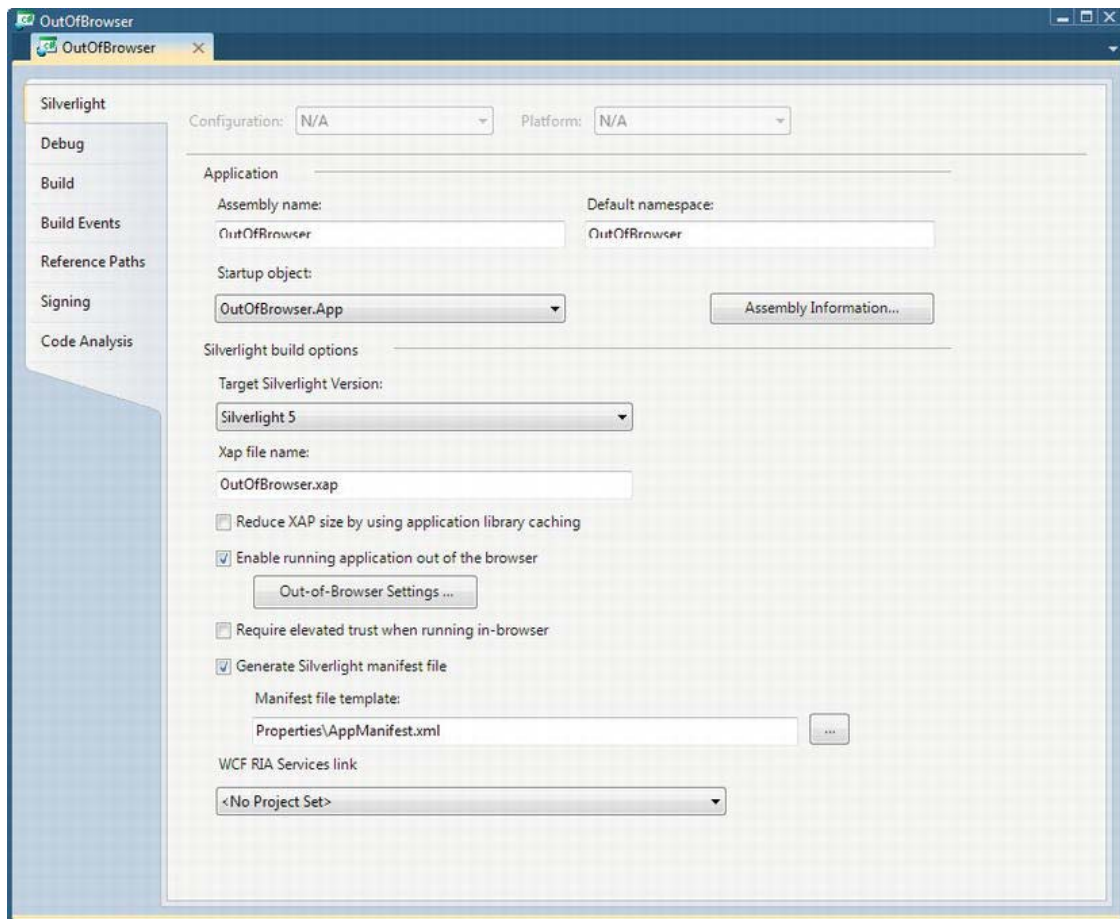 OutOfBrowser
OutOfBrowser
Silverlight
Debug
Build
Build Events
Reference Paths
Signing
Code Analysis
Configuration: N/A Platform: N/A
Application
Assembly name: Default namespace:
OutOfBrowser OutOfBrowser
Startup object:
OutOfBrowser.App Assembly Information...
Silverlight build options
Target Silverlight Version:
Silverlight 5
Xap file name:
OutOfBrowser.xap
Reduce XAP size by using application library caching
Enable running application out of the browser
Out-of-Browser Settings ...
Require elevated trust when running in-browser
Generate Silverlight manifest file
Manifest file template:
Properties\AppManifest.xml ...
WCF RIA Services link
<No Project Set>